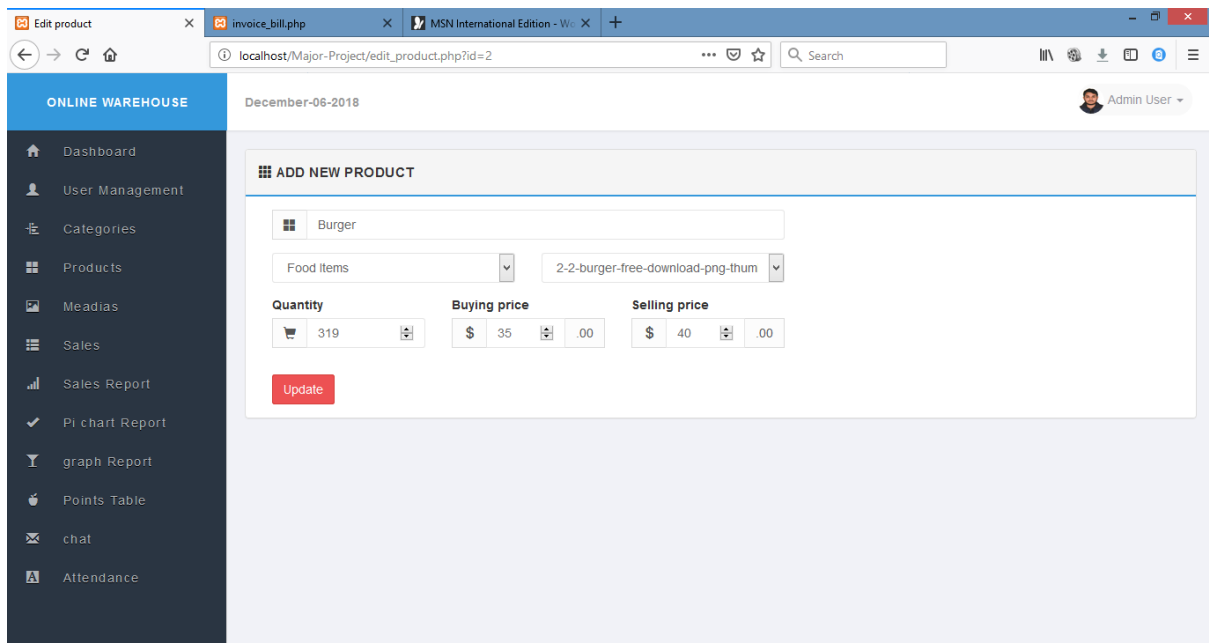 Edit product
invoice_bill.php
MSN International Edition - Wo
localhost/Major-Project/edit_product.php?id=2
Search
ONLINE WAREHOUSE
December-06-2018
Admin User
Dashboard
User Management
Categories
Products
Meadias
Sales
Sales Report
Pi chart Report
graph Report
Points Table
chat
Attendance
ADD NEW PRODUCT
Burger
Food Items
2-2-burger-free-download-png-thum
Quantity
Buying price
Selling price
319
$ 35 .00
$ 40 .00
Update